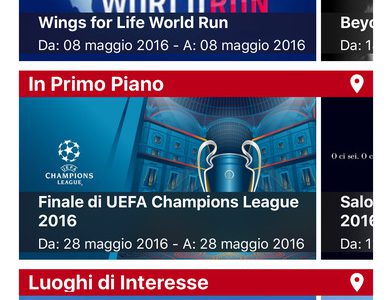 WORLD RUN
Wings for Life World Run
Da: 08 maggio 2016 - A: 08 maggio 2016
Beyo
Da: 1
In Primo Piano
CHAMPIONS
LEAGUE
Finale di UEFA Champions League
2016
Da: 28 maggio 2016 - A: 28 maggio 2016
O ci sei. O c
Salo
2016
Da: 1
Luoghi di Interesse